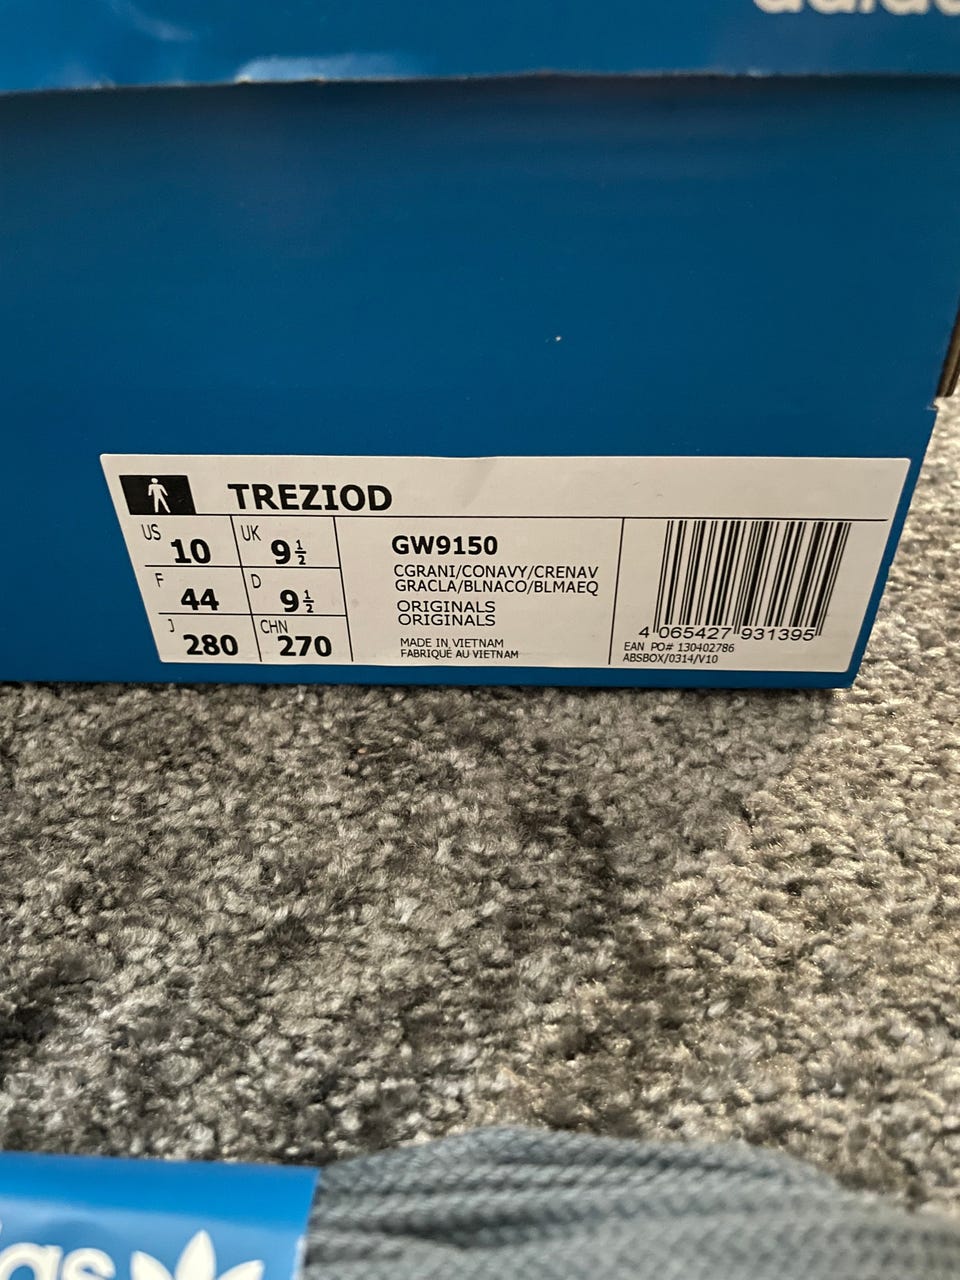 TREZIOD
US 10 UK 9½
F 44 D 9½
J 280 CHN 270
GW9150
CGRANI/CONAVY/CRENAV
GRACLA/BLNACO/BLMAEQ
ORIGINALS
ORIGINALS
MADE IN VIETNAM
FABRIQUÉ AU VIETNAM
4 065427 931395
EAN PO# 130402786
ABSBOX/0314/V10